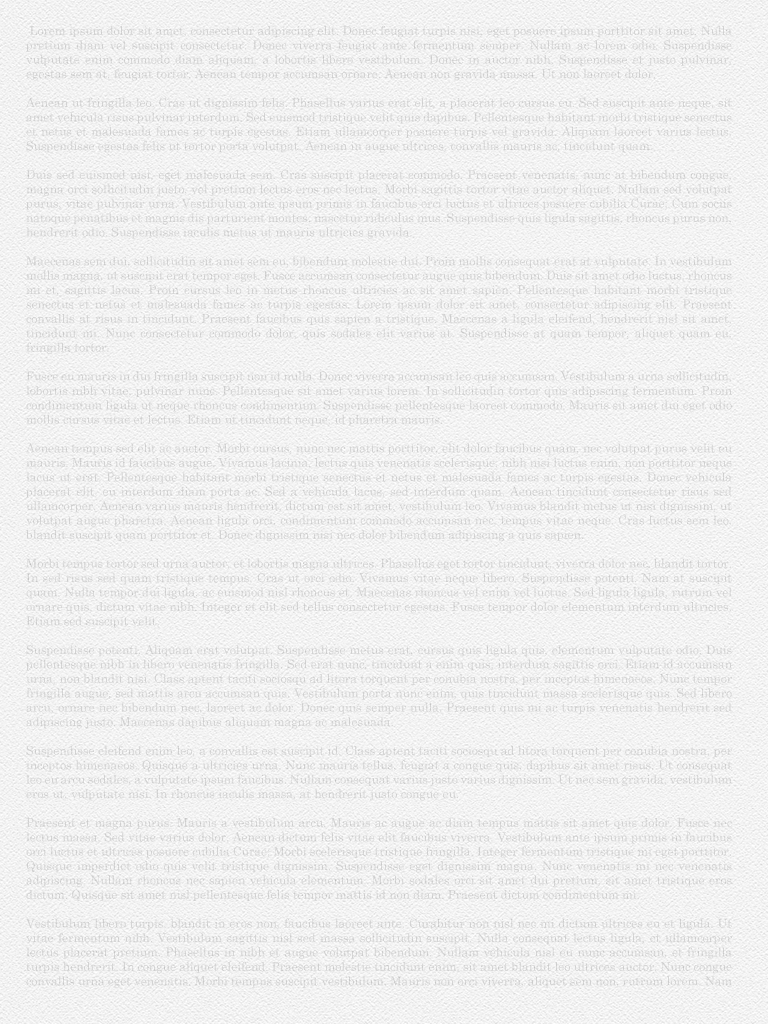 Lorem ipsum dolor sit amet, consectetur adipiscing elit. Donec feugiat turpis nisi, eget posuere ipsum porttitor sit amet. Nulla
pretium diam vel suscipit consectetur. Donec viverra feugiat ante fermentum semper. Nullam ac lorem odio. Suspendisse
vulputate enim commodo diam aliquam, a lobortis libero vestibulum. Donec in auctor nibh. Suspendisse et justo pulvinar,
egestas sem at, feugiat tortor. Aenean tempor accumsan ornare. Aenean non gravida massa. Ut non laoreet dolor.
Aenean ut fringilla leo. Cras ut dignissim felis. Phasellus varius erat elit, a placerat leo cursus eu. Sed suscipit ante neque, sit
amet vehicula risus pulvinar interdum. Sed euismod tristique velit quis dapibus. Pellentesque habitant morbi tristique senectus
et netus et malesuada fames ac turpis egestas. Etiam ullamcorper posuere turpis vel gravida. Aliquam laoreet varius lectus.
Suspendisse egestas felis ut tortor porta volutpat. Aenean in augue ultrices, convallis mauris ac, tincidunt quam.
Duis sed euismod nisi, eget malesuada sem. Cras suscipit placerat commodo. Praesent venenatis, nunc at bibendum congue,
magna orci sollicitudin justo, vel pretium lectus eros nec lectus. Morbi sagittis tortor vitae auctor aliquet. Nullam sed volutpat
purus, vitae pulvinar urna. Vestibulum ante ipsum primis in faucibus orci luctus et ultrices posuere cubilia Curae; Cum sociis
natoque penatibus et magnis dis parturient montes, nascetur ridiculus mus. Suspendisse quis ligula sagittis, rhoncus purus non,
hendrerit odio. Suspendisse iaculis metus ut mauris ultricies gravida.
Maecenas sem dui, sollicitudin sit amet sem eu, bibendum molestie dui. Proin mollis consequat erat at vulputate. In vestibulum
mollis magna, ut suscipit erat tempor eget. Fusce accumsan consectetur augue quis bibendum. Duis sit amet odio luctus, rhoncus
mi et, sagittis lacus. Proin cursus leo in metus rhoncus ultricies ac sit amet sapien. Pellentesque habitant morbi tristique
senectus et netus et malesuada fames ac turpis egestas. Lorem ipsum dolor sit amet, consectetur adipiscing elit. Praesent
convallis at risus in tincidunt. Praesent faucibus quis sapien a tristique. Maecenas a ligula eleifend, hendrerit nisl sit amet,
tincidunt mi. Nunc consectetur commodo dolor, quis sodales elit varius at. Suspendisse ut quam tempor, aliquet quam eu,
fringilla tortor.
Fusce eu mauris in dui fringilla suscipit non id nulla. Donec viverra accumsan leo quis accumsan. Vestibulum a urna sollicitudin,
lobortis nibh vitae, pulvinar nunc. Pellentesque sit amet varius lorem. In sollicitudin tortor quis adipiscing fermentum. Proin
condimentum ligula ut neque rhoncus condimentum. Suspendisse pellentesque laoreet commodo. Mauris sit amet dui eget odio
mollis cursus vitae et lectus. Etiam ut tincidunt neque, id pharetra mauris.
Aenean tempus sed elit ac auctor. Morbi cursus, nunc nec mattis porttitor, elit dolor faucibus quam, nec volutpat purus velit eu
mauris. Mauris id faucibus augue. Vivamus lacinia, lectus quis venenatis scelerisque, nibh nisi luctus enim, non porttitor neque
lacus ut erat. Pellentesque habitant morbi tristique senectus et netus et malesuada fames ac turpis egestas. Donec vehicula
placerat elit, eu interdum diam porta ac. Sed a vehicula lacus, sed interdum quam. Aenean tincidunt consectetur risus sed
ullamcorper. Aenean varius mauris hendrerit, dictum est sit amet, vestibulum leo. Vivamus blandit metus ut nisi dignissim, ut
volutpat augue pharetra. Aenean ligula orci, condimentum commodo accumsan nec, tempus vitae neque. Cras luctus sem leo,
blandit suscipit quam porttitor et. Donec dignissim nisi nec dolor bibendum adipiscing a quis sapien.
Morbi tempus tortor sed urna auctor, et lobortis magna ultrices. Phasellus eget tortor tincidunt, viverra dolor nec, blandit tortor.
In sed risus sed quam tristique tempus. Cras ut orci odio. Vivamus vitae neque libero. Suspendisse potenti. Nam at suscipit
quam. Nulla tempor dui ligula, ac euismod nisl rhoncus et. Maecenas rhoncus vel enim vel luctus. Sed ligula ligula, rutrum vel
ornare quis, dictum vitae nibh. Integer et elit sed tellus consectetur egestas. Fusce tempor dolor elementum interdum ultricies.
Etiam sed suscipit velit.
Suspendisse potenti. Aliquam erat volutpat. Suspendisse metus erat, cursus quis ligula quis, elementum vulputate odio. Duis
pellentesque nibh in libero venenatis fringilla. Sed erat nunc, tincidunt a enim quis, interdum sagittis orci. Etiam id accumsan
urna, non blandit nisi. Class aptent taciti sociosqu ad litora torquent per conubia nostra, per inceptos himenaeos. Nunc tempor
fringilla augue, sed mattis arcu accumsan quis. Vestibulum porta nunc enim, quis tincidunt massa scelerisque quis. Sed libero
arcu, ornare nec bibendum nec, laoreet ac dolor. Donec quis semper nulla. Praesent quis mi ac turpis venenatis hendrerit sed
adipiscing justo. Maecenas dapibus aliquam magna ac malesuada.
Suspendisse eleifend enim leo, a convallis est suscipit id. Class aptent taciti sociosqu ad litora torquent per conubia nostra, per
inceptos himenaeos. Quisque a ultricies urna. Nunc mauris tellus, feugiat a congue quis, dapibus sit amet risus. Ut consequat
leo eu arcu sodales, a vulputate ipsum faucibus. Nullam consequat varius justo varius dignissim. Ut nec sem gravida, vestibulum
eros ut, vulputate nisi. In rhoncus iaculis massa, at hendrerit justo congue eu.
Praesent et magna purus. Mauris a vestibulum arcu. Mauris ac augue ac diam tempus mattis sit amet quis dolor. Fusce nec
lectus massa. Sed vitae varius dolor. Aenean dictum felis vitae elit faucibus viverra. Vestibulum ante ipsum primis in faucibus
orci luctus et ultrices posuere cubilia Curae; Morbi scelerisque tristique fringilla. Integer fermentum tristique mi eget porttitor.
Quisque imperdiet odio quis velit tristique dignissim. Suspendisse eget dignissim magna. Nunc venenatis mi nec venenatis
adipiscing. Nullam rhoncus nec sapien vehicula elementum. Morbi sodales orci sit amet dui pretium, sit amet tristique eros
dictum. Quisque sit amet nisl pellentesque felis tempor mattis id non diam. Praesent dictum condimentum mi.
Vestibulum libero turpis, blandit in eros non, faucibus laoreet ante. Curabitur non nisl nec mi dictum ultrices eu et ligula. Ut
vitae fermentum nibh. Vestibulum sagittis nisl sed massa sollicitudin suscipit. Nulla consequat lectus ligula, et ullamcorper
lectus placerat pretium. Phasellus in nibh et augue volutpat bibendum. Nullam vehicula nisl eu nunc accumsan, et fringilla
turpis hendrerit. In congue aliquet eleifend. Praesent molestie tincidunt enim, sit amet blandit leo ultrices auctor. Nunc congue
convallis urna eget venenatis. Morbi tempus suscipit vestibulum. Mauris non orci viverra, aliquet sem non, rutrum lorem. Nam